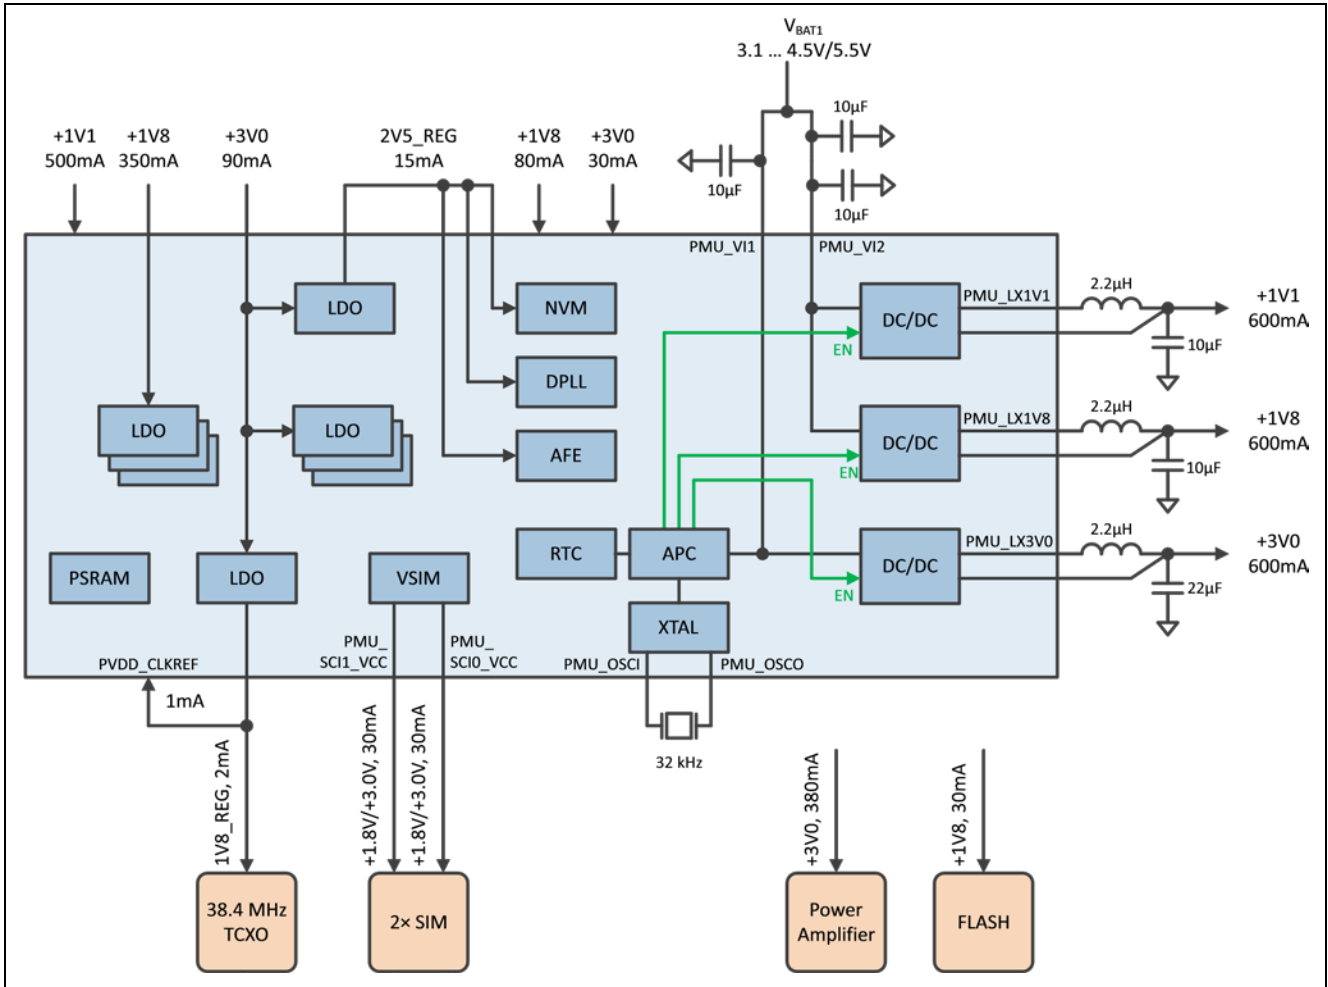 V_BAT1
3.1 ... 4.5V/5.5V
10µF
10µF
10µF
+1V1
500mA
+1V8
350mA
+3V0
90mA
2V5_REG
15mA
+1V8
80mA
+3V0
30mA
PMU_VI1
PMU_VI2
LDO
NVM
DPLL
AFE
LDO
LDO
DC/DC
EN
PMU_LX1V1
2.2µH
10µF
+1V1
600mA
DC/DC
EN
PMU_LX1V8
2.2µH
10µF
+1V8
600mA
DC/DC
EN
PMU_LX3V0
2.2µH
22µF
+3V0
600mA
PSRAM
LDO
VSIM
RTC
APC
XTAL
PVDD_CLKREF
PMU_
SCI1_VCC
PMU_
SCI0_VCC
PMU_OSCI
PMU_OSCO
1mA
32 kHz
1V8_REG, 2mA
+1.8V/+3.0V, 30mA
+1.8V/+3.0V, 30mA
+3V0, 380mA
+1V8, 30mA
38.4 MHz
TCXO
2× SIM
Power
Amplifier
FLASH